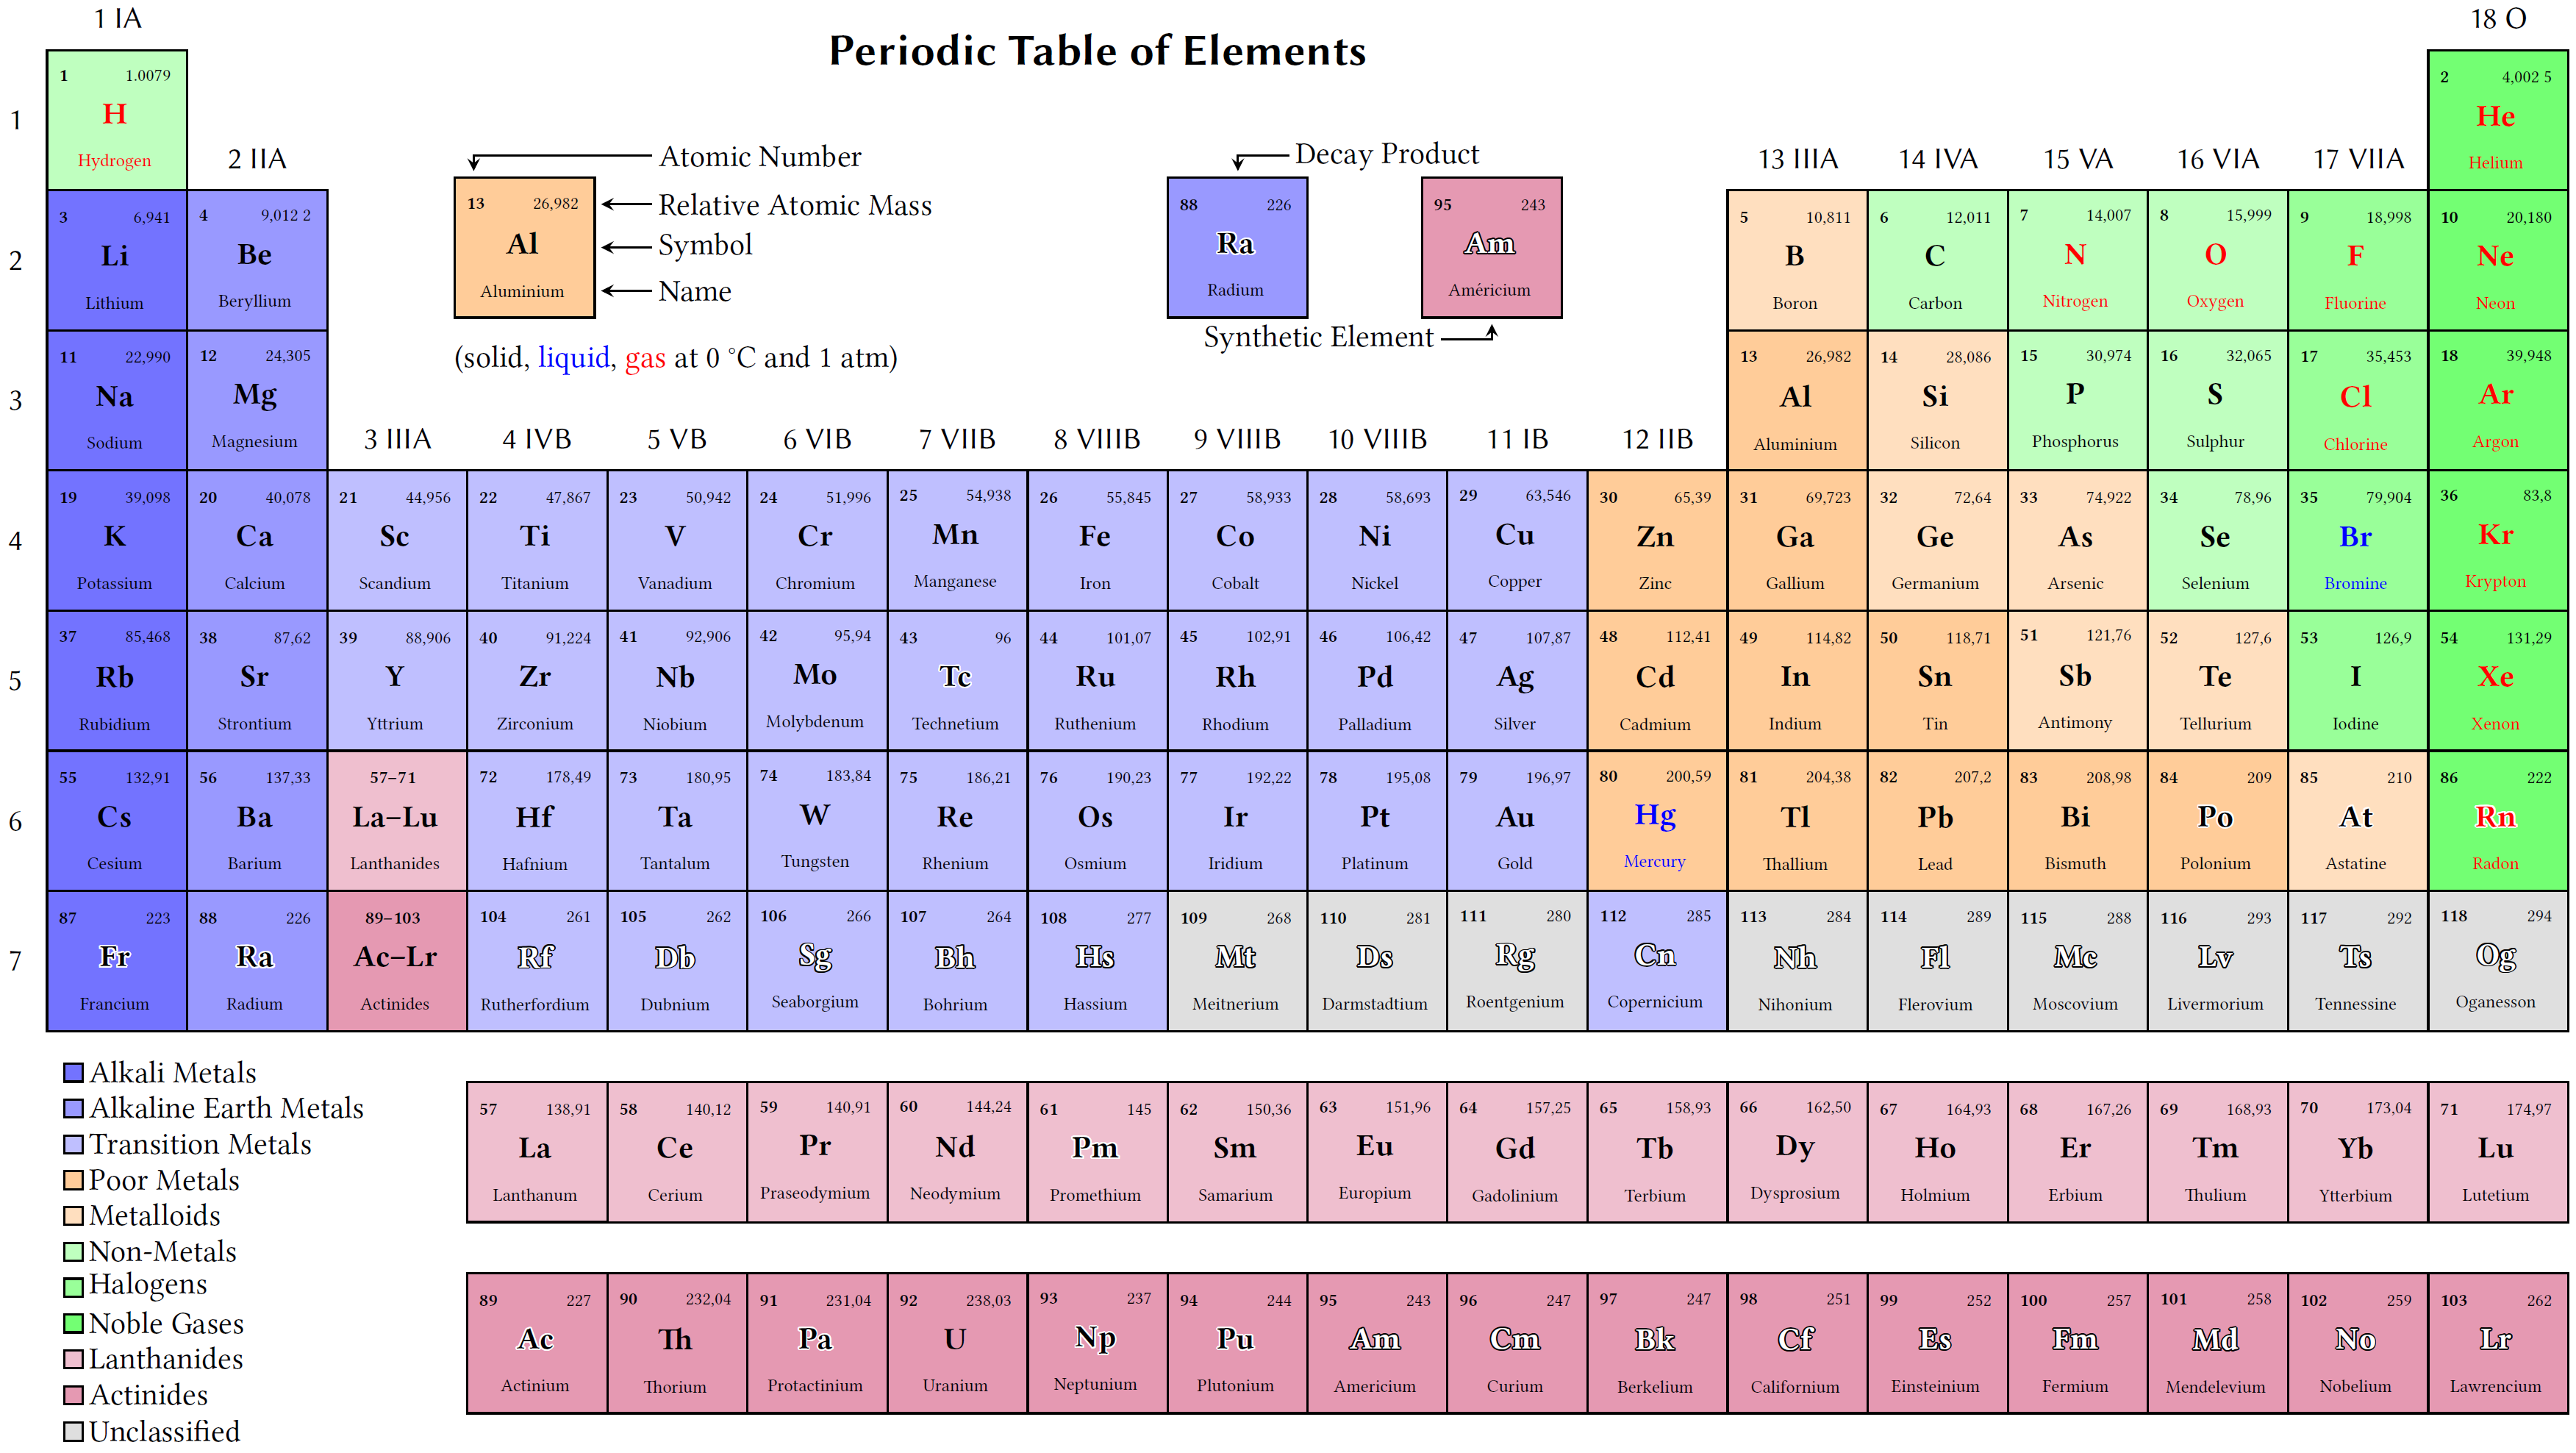 1 IA
18 O
Periodic Table of Elements
1 1.0079
H
Hydrogen
2 4,002 5
He
Helium
1
2 IIA
13 IIIA 14 IVA 15 VA 16 VIA 17 VIIA
Atomic Number
13 26,982
Al
Aluminium
Relative Atomic Mass
Symbol
Name
(solid, liquid, gas at 0 °C and 1 atm)
Decay Product
88 226
Ra
Radium
95 243
Am
Américium
Synthetic Element
3 6,941 4 9,012 2 5 10,811 6 12,011 7 14,007 8 15,999 9 18,998 10 20,180
2 Li Be B C N O F Ne
Lithium Beryllium Boron Carbon Nitrogen Oxygen Fluorine Neon
11 22,990 12 24,305 13 26,982 14 28,086 15 30,974 16 32,065 17 35,453 18 39,948
3 Na Mg Al Si P S Cl Ar
Sodium Magnesium Aluminium Silicon Phosphorus Sulphur Chlorine Argon
3 IIIA 4 IVB 5 VB 6 VIB 7 VIIB 8 VIIIB 9 VIIIB 10 VIIIB 11 IB 12 IIB
19 39,098 20 40,078 21 44,956 22 47,867 23 50,942 24 51,996 25 54,938 26 55,845 27 58,933 28 58,693 29 63,546 30 65,39 31 69,723 32 72,64 33 74,922 34 78,96 35 79,904 36 83,8
4 K Ca Sc Ti V Cr Mn Fe Co Ni Cu Zn Ga Ge As Se Br Kr
Potassium Calcium Scandium Titanium Vanadium Chromium Manganese Iron Cobalt Nickel Copper Zinc Gallium Germanium Arsenic Selenium Bromine Krypton
37 85,468 38 87,62 39 88,906 40 91,224 41 92,906 42 95,94 43 96 44 101,07 45 102,91 46 106,42 47 107,87 48 112,41 49 114,82 50 118,71 51 121,76 52 127,6 53 126,9 54 131,29
5 Rb Sr Y Zr Nb Mo Tc Ru Rh Pd Ag Cd In Sn Sb Te I Xe
Rubidium Strontium Yttrium Zirconium Niobium Molybdenum Technetium Ruthenium Rhodium Palladium Silver Cadmium Indium Tin Antimony Tellurium Iodine Xenon
55 132,91 56 137,33 57–71 72 178,49 73 180,95 74 183,84 75 186,21 76 190,23 77 192,22 78 195,08 79 196,97 80 200,59 81 204,38 82 207,2 83 208,98 84 209 85 210 86 222
6 Cs Ba La–Lu Hf Ta W Re Os Ir Pt Au Hg Tl Pb Bi Po At Rn
Cesium Barium Lanthanides Hafnium Tantalum Tungsten Rhenium Osmium Iridium Platinum Gold Mercury Thallium Lead Bismuth Polonium Astatine Radon
87 223 88 226 89–103 104 261 105 262 106 266 107 264 108 277 109 268 110 281 111 280 112 285 113 284 114 289 115 288 116 293 117 292 118 294
7 Fr Ra Ac–Lr Rf Db Sg Bh Hs Mt Ds Rg Cn Nh Fl Mc Lv Ts Og
Francium Radium Actinides Rutherfordium Dubnium Seaborgium Bohrium Hassium Meitnerium Darmstadtium Roentgenium Copernicium Nihonium Flerovium Moscovium Livermorium Tennessine Oganesson
Alkali Metals
Alkaline Earth Metals
Transition Metals
Poor Metals
Metalloids
Non-Metals
Halogens
Noble Gases
Lanthanides
Actinides
Unclassified
57 138,91 58 140,12 59 140,91 60 144,24 61 145 62 150,36 63 151,96 64 157,25 65 158,93 66 162,50 67 164,93 68 167,26 69 168,93 70 173,04 71 174,97
La Ce Pr Nd Pm Sm Eu Gd Tb Dy Ho Er Tm Yb Lu
Lanthanum Cerium Praseodymium Neodymium Promethium Samarium Europium Gadolinium Terbium Dysprosium Holmium Erbium Thulium Ytterbium Lutetium
89 227 90 232,04 91 231,04 92 238,03 93 237 94 244 95 243 96 247 97 247 98 251 99 252 100 257 101 258 102 259 103 262
Ac Th Pa U Np Pu Am Cm Bk Cf Es Fm Md No Lr
Actinium Thorium Protactinium Uranium Neptunium Plutonium Americium Curium Berkelium Californium Einsteinium Fermium Mendelevium Nobelium Lawrencium